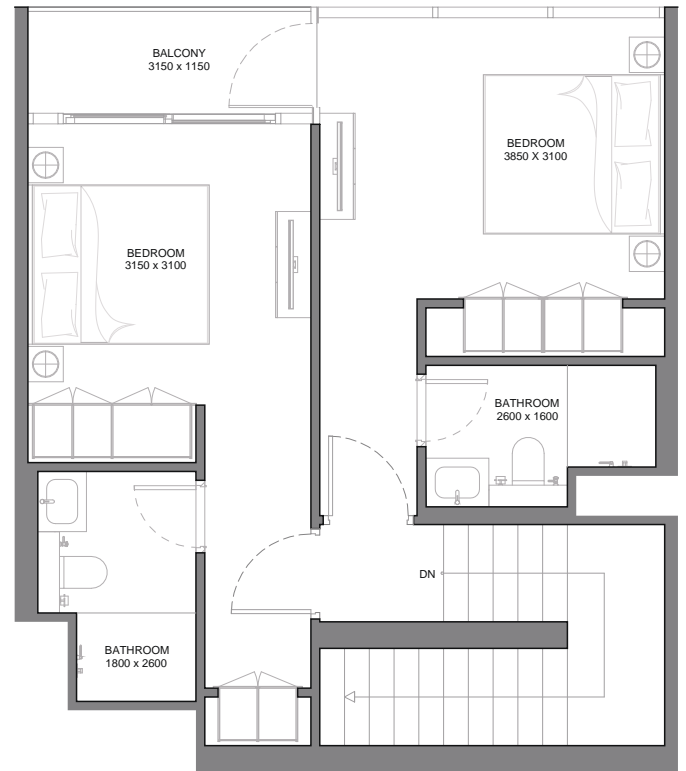 BALCONY
3150 x 1150
BEDROOM
3850 X 3100
BEDROOM
3150 x 3100
BATHROOM
2600 x 1600
DN
BATHROOM
1800 x 2600